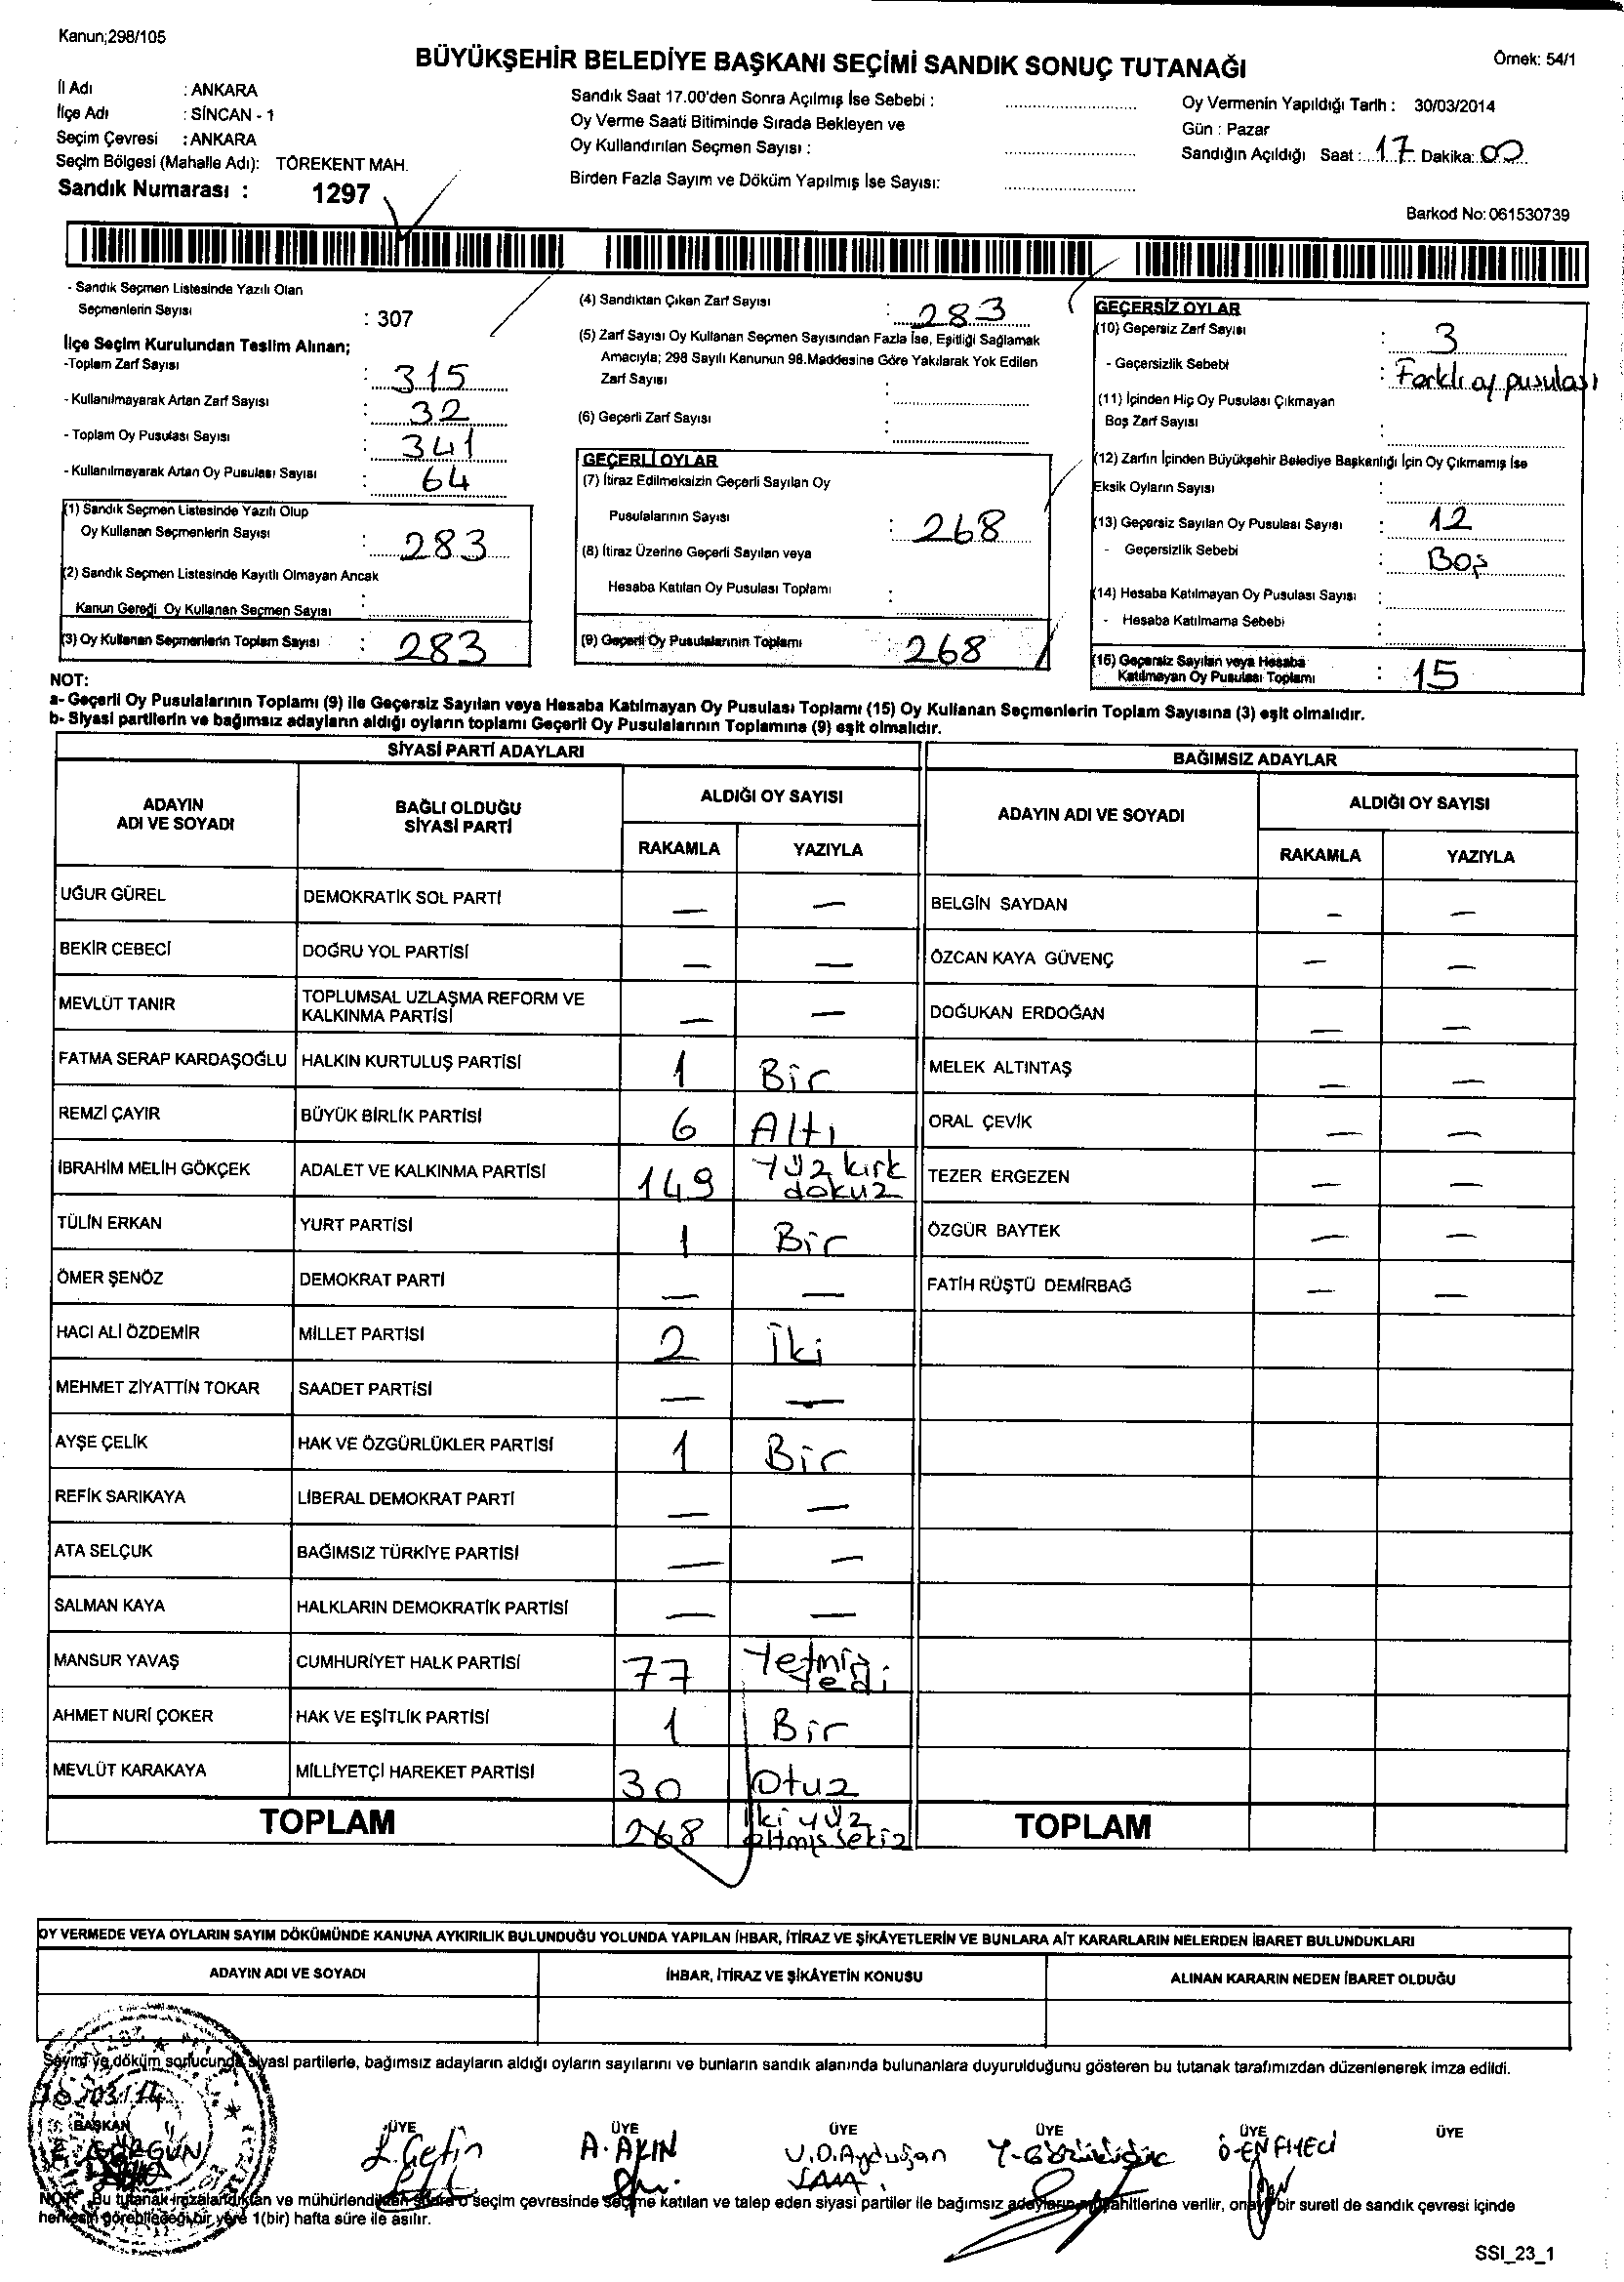 Kanun;298/105
BÜYÜKŞEHİR BELEDİYE BAŞKANI SEÇİMİ SANDIK SONUÇ TUTANAĞI
Örnek: 54/1
İl Adı : ANKARA
İlçe Adı : SİNCAN - 1
Seçim Çevresi : ANKARA
Seçim Bölgesi (Mahalle Adı): TÖREKENT MAH.
Sandık Numarası : 1297
Sandık Saat 17.00'den Sonra Açılmış İse Sebebi :
Oy Verme Saati Bitiminde Sırada Bekleyen ve
Oy Kullandırılan Seçmen Sayısı :
Birden Fazla Sayım ve Döküm Yapılmış İse Sayısı:
Oy Vermenin Yapıldığı Tarih : 30/03/2014
Gün : Pazar
Sandığın Açıldığı Saat : 17 Dakika: 00
Barkod No: 061530739
- Sandık Seçmen Listesinde Yazılı Olan
Seçmenlerin Sayısı : 307
İlçe Seçim Kurulundan Teslim Alınan;
-Toplam Zarf Sayısı : 315
- Kullanılmayarak Artan Zarf Sayısı : 32
- Toplam Oy Pusulası Sayısı : 341
- Kullanılmayarak Artan Oy Pusulası Sayısı : 64
(1) Sandık Seçmen Listesinde Yazılı Olup
Oy Kullanan Seçmenlerin Sayısı : 283
(2) Sandık Seçmen Listesinde Kayıtlı Olmayan Ancak
Kanun Gereği Oy Kullanan Seçmen Sayısı :
(3) Oy Kullanan Seçmenlerin Toplam Sayısı : 283
(4) Sandıktan Çıkan Zarf Sayısı : 283
(5) Zarf Sayısı Oy Kullanan Seçmen Sayısından Fazla İse, Eşitliği Sağlamak
Amacıyla; 298 Sayılı Kanunun 98.Maddesine Göre Yakılarak Yok Edilen
Zarf Sayısı :
(6) Geçerli Zarf Sayısı :
GEÇERLİ OYLAR
(7) İtiraz Edilmeksizin Geçerli Sayılan Oy
Pusulalarının Sayısı : 268
(8) İtiraz Üzerine Geçerli Sayılan veya
Hesaba Katılan Oy Pusulası Toplamı :
(9) Geçerli Oy Pusulalarının Toplamı : 268
GEÇERSİZ OYLAR
(10) Geçersiz Zarf Sayısı : 3
- Geçersizlik Sebebi : Farklı oy pusulası
(11) İçinden Hiç Oy Pusulası Çıkmayan
Boş Zarf Sayısı :
(12) Zarfın İçinden Büyükşehir Belediye Başkanlığı İçin Oy Çıkmamış İse
Eksik Oyların Sayısı :
(13) Geçersiz Sayılan Oy Pusulası Sayısı : 12
- Geçersizlik Sebebi : Boş
(14) Hesaba Katılmayan Oy Pusulası Sayısı :
- Hesaba Katılmama Sebebi :
(15) Geçersiz Sayılan veya Hesaba
Katılmayan Oy Pusulası Toplamı : 15
NOT:
a- Geçerli Oy Pusulalarının Toplamı (9) ile Geçersiz Sayılan veya Hesaba Katılmayan Oy Pusulası Toplamı (15) Oy Kullanan Seçmenlerin Toplam Sayısına (3) eşit olmalıdır.
b- Siyasi partilerin ve bağımsız adayların aldığı oyların toplamı Geçerli Oy Pusulalarının Toplamına (9) eşit olmalıdır.
SİYASİ PARTİ ADAYLARI
ADAYIN ADI VE SOYADI BAĞLI OLDUĞU SİYASİ PARTİ ALDIĞI OY SAYISI
RAKAMLA YAZIYLA
UĞUR GÜREL DEMOKRATİK SOL PARTİ — —
BEKİR CEBECİ DOĞRU YOL PARTİSİ — —
MEVLÜT TANIR TOPLUMSAL UZLAŞMA REFORM VE KALKINMA PARTİSİ — —
FATMA SERAP KARDAŞOĞLU HALKIN KURTULUŞ PARTİSİ 1 Bir
REMZİ ÇAYIR BÜYÜK BİRLİK PARTİSİ 6 Altı
İBRAHİM MELİH GÖKÇEK ADALET VE KALKINMA PARTİSİ 149 Yüz kırk dokuz
TÜLİN ERKAN YURT PARTİSİ 1 Bir
ÖMER ŞENÖZ DEMOKRAT PARTİ — —
HACI ALİ ÖZDEMİR MİLLET PARTİSİ 2 İki
MEHMET ZİYATTİN TOKAR SAADET PARTİSİ — —
AYŞE ÇELİK HAK VE ÖZGÜRLÜKLER PARTİSİ 1 Bir
REFİK SARIKAYA LİBERAL DEMOKRAT PARTİ — —
ATA SELÇUK BAĞIMSIZ TÜRKİYE PARTİSİ — —
SALMAN KAYA HALKLARIN DEMOKRATİK PARTİSİ — —
MANSUR YAVAŞ CUMHURİYET HALK PARTİSİ 77 Yetmiş Yedi
AHMET NURİ ÇOKER HAK VE EŞİTLİK PARTİSİ 1 Bir
MEVLÜT KARAKAYA MİLLİYETÇİ HAREKET PARTİSİ 30 Otuz
TOPLAM 268 İki yüz altmış sekiz
BAĞIMSIZ ADAYLAR
ADAYIN ADI VE SOYADI ALDIĞI OY SAYISI
RAKAMLA YAZIYLA
BELGİN SAYDAN — —
ÖZCAN KAYA GÜVENÇ — —
DOĞUKAN ERDOĞAN — —
MELEK ALTINTAŞ — —
ORAL ÇEVİK — —
TEZER ERGEZEN — —
ÖZGÜR BAYTEK — —
FATİH RÜŞTÜ DEMİRBAĞ — —
TOPLAM
OY VERMEDE VEYA OYLARIN SAYIM DÖKÜMÜNDE KANUNA AYKIRILIK BULUNDUĞU YOLUNDA YAPILAN İHBAR, İTİRAZ VE ŞİKÂYETLERİN VE BUNLARA AİT KARARLARIN NELERDEN İBARET BULUNDUKLARI
ADAYIN ADI VE SOYADI İHBAR, İTİRAZ VE ŞİKÂYETİN KONUSU ALINAN KARARIN NEDEN İBARET OLDUĞU
Sayım ve döküm sonucunda siyasi partilerle, bağımsız adayların aldığı oyların sayılarını ve bunların sandık alanında bulunanlara duyurulduğunu gösteren bu tutanak tarafımızdan düzenlenerek imza edildi.
BAŞKAN ÜYE ÜYE ÜYE ÜYE ÜYE ÜYE
A. AKIN
NOT: Bu tutanak imzalandıktan ve mühürlendikten sonra o seçim çevresinde seçime katılan ve talep eden siyasi partiler ile bağımsız adayların müşahitlerine verilir, onaylı bir sureti de sandık çevresi içinde
herkesin görebileceği bir yere 1(bir) hafta süre ile asılır.
SSI_23_1